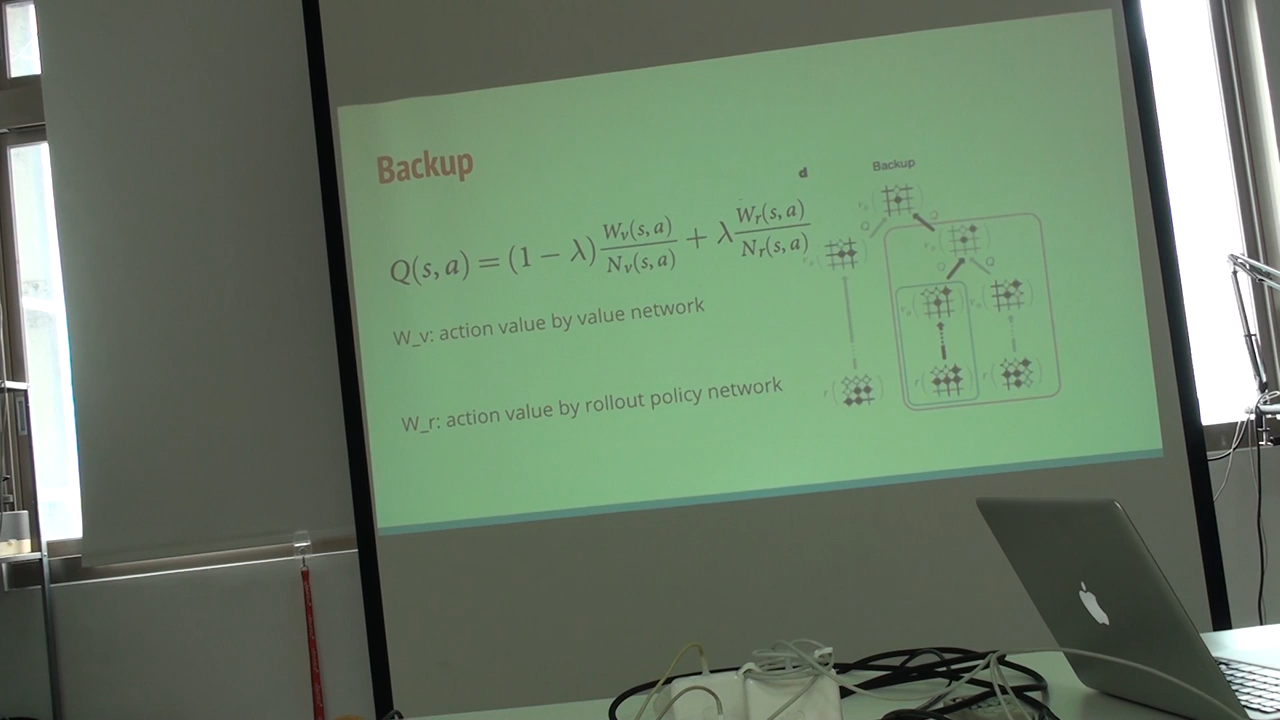 Backup
Q(s, a) = (1 − λ) W_v(s, a) / N_v(s, a) + λ W_r(s, a) / N_r(s, a)
W_v: action value by value network
W_r: action value by rollout policy network
d
Backup
Q
Q
Q
Q